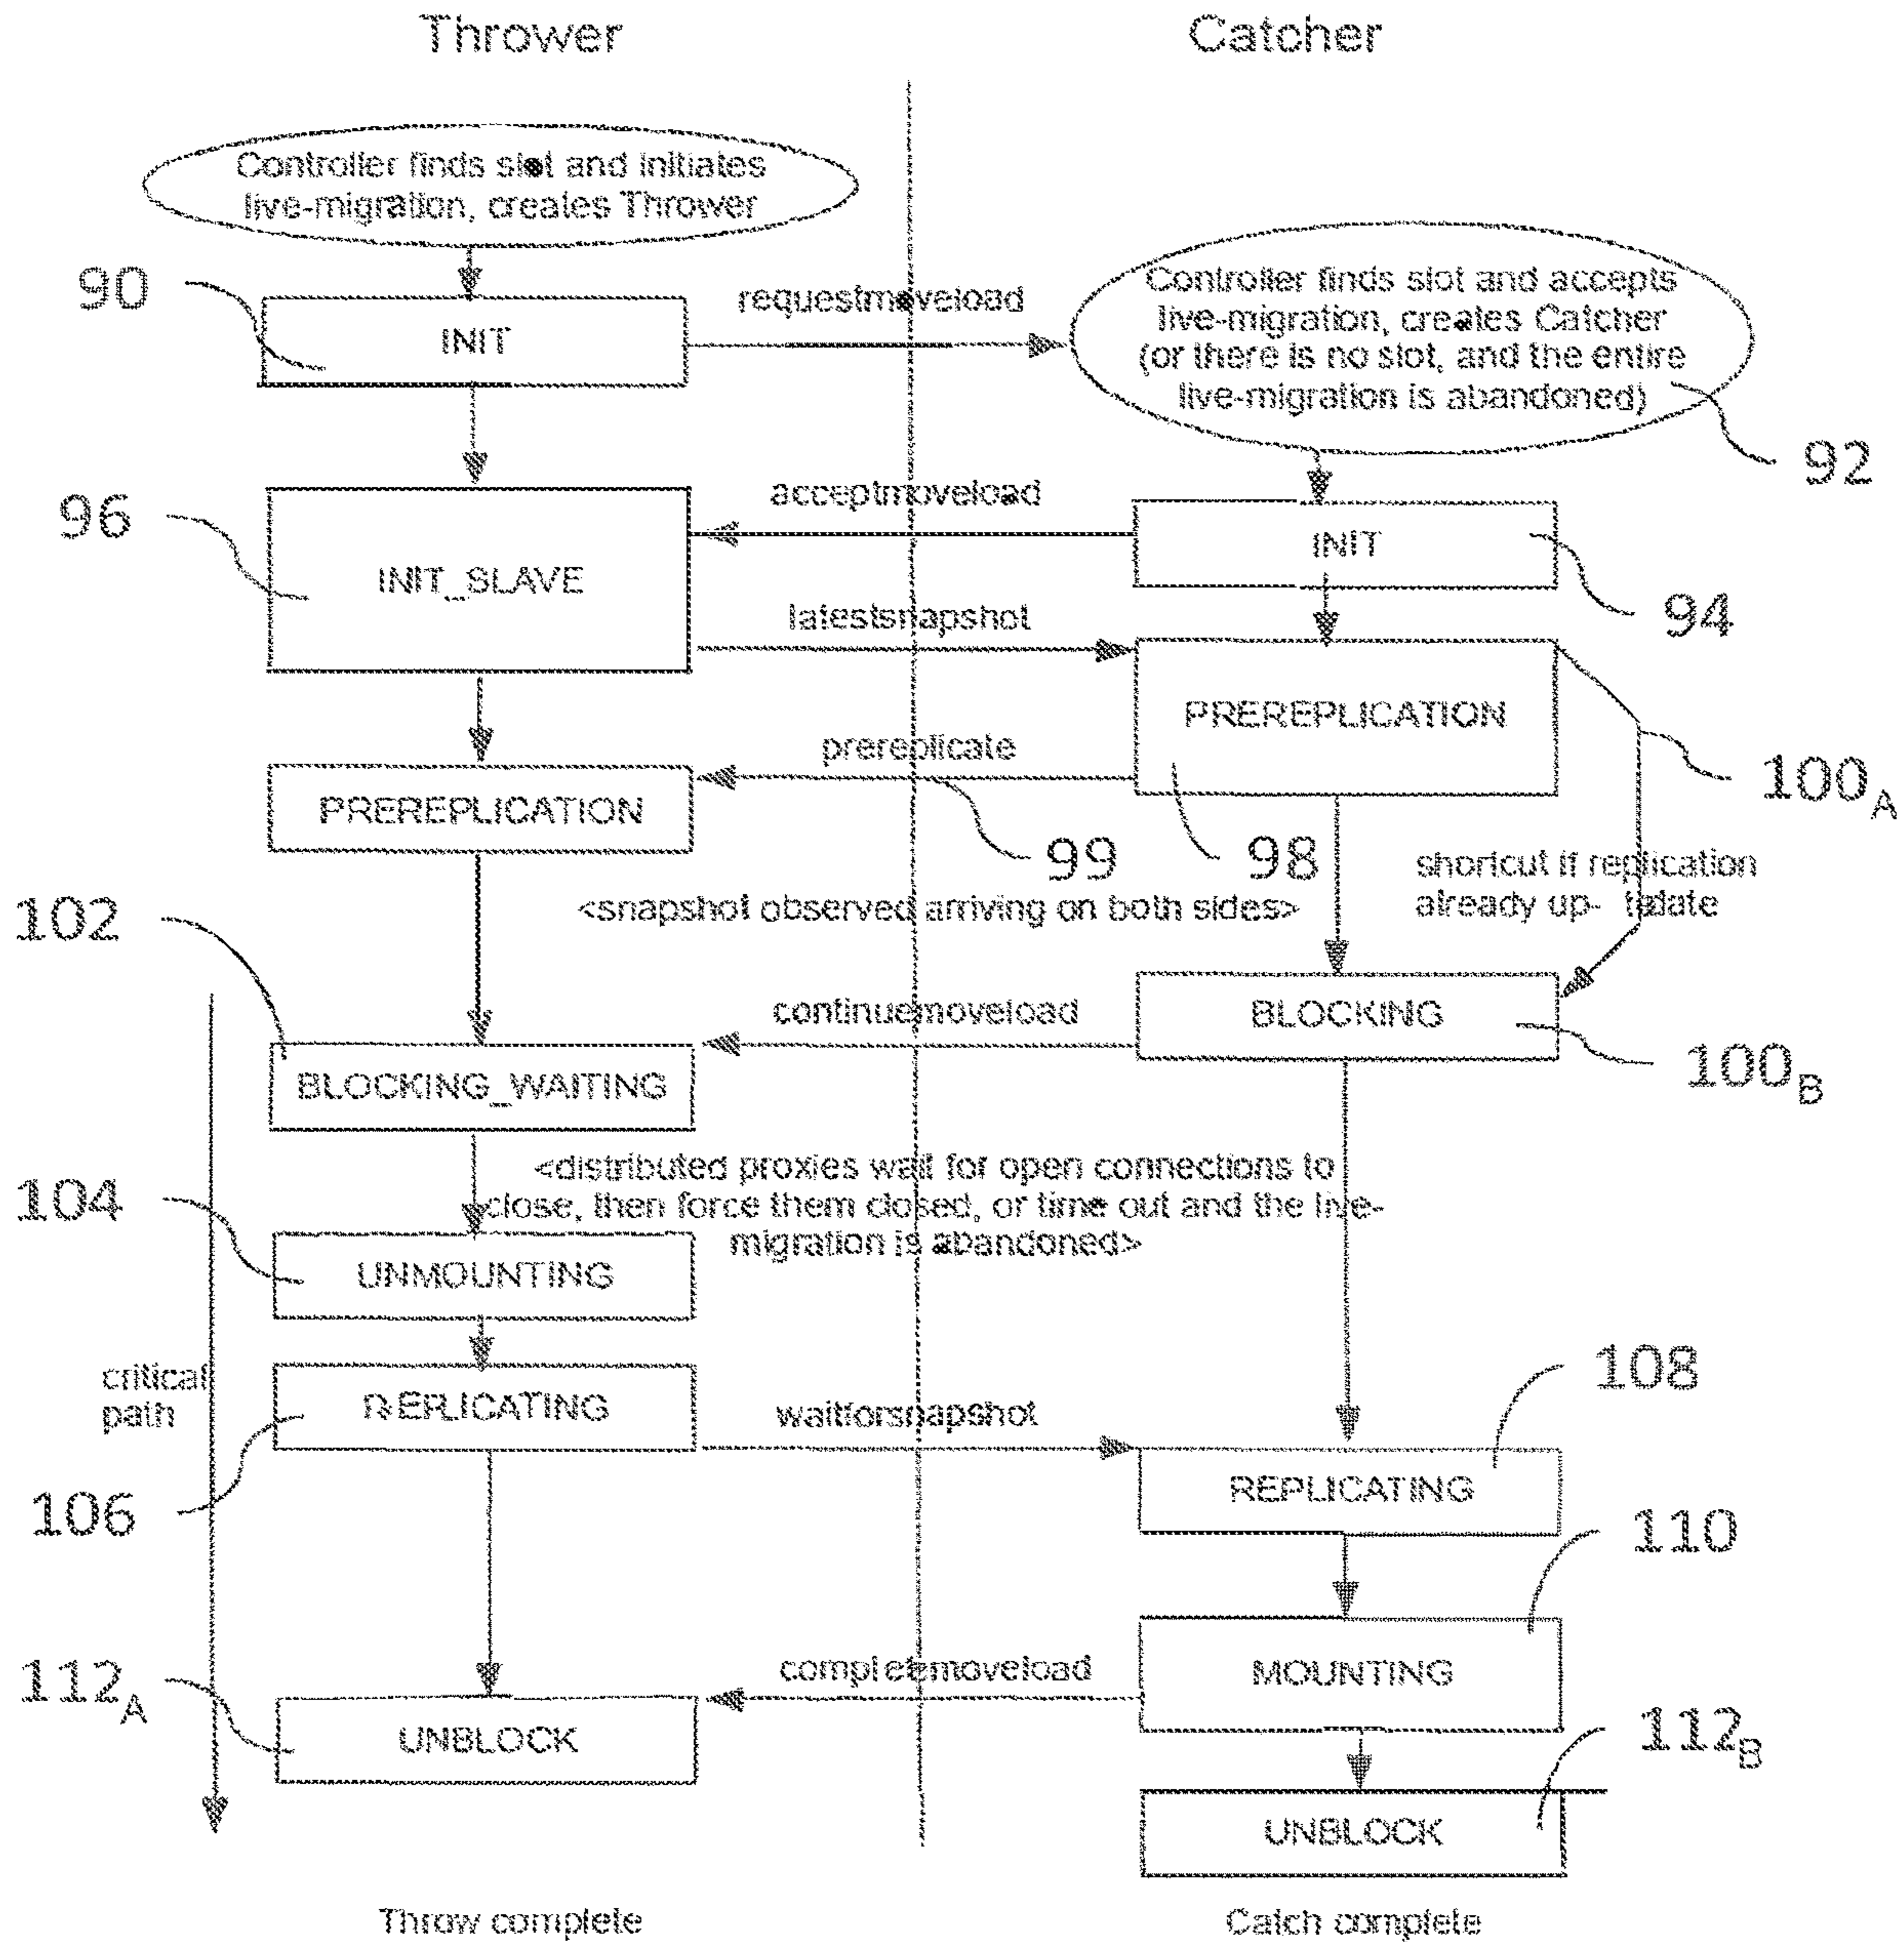 Thrower
Catcher
Controller finds slot and initiates
live-migration, creates Thrower
90
INIT
requestmoveload
Controller finds slot and accepts
live-migration, creates Catcher
(or there is no slot, and the entire
live-migration is abandoned)
92
96
INIT_SLAVE
acceptmoveload
INIT
94
latestsnapshot
PREREPLICATION
prereplicate
100A
PREREPLICATION
99
98
shortcut if replication
already up- todate
<snapshot observed arriving on both sides>
102
continuemoveload
BLOCKING
100B
BLOCKING_WAITING
<distributed proxies wait for open connections to
close, then force them closed, or time out and the live-
migration is abandoned>
104
UNMOUNTING
critical
path
REPLICATING
106
waitforsnapshot
108
REPLICATING
110
MOUNTING
completemoveload
112A
UNBLOCK
112B
UNBLOCK
Throw complete
Catch complete